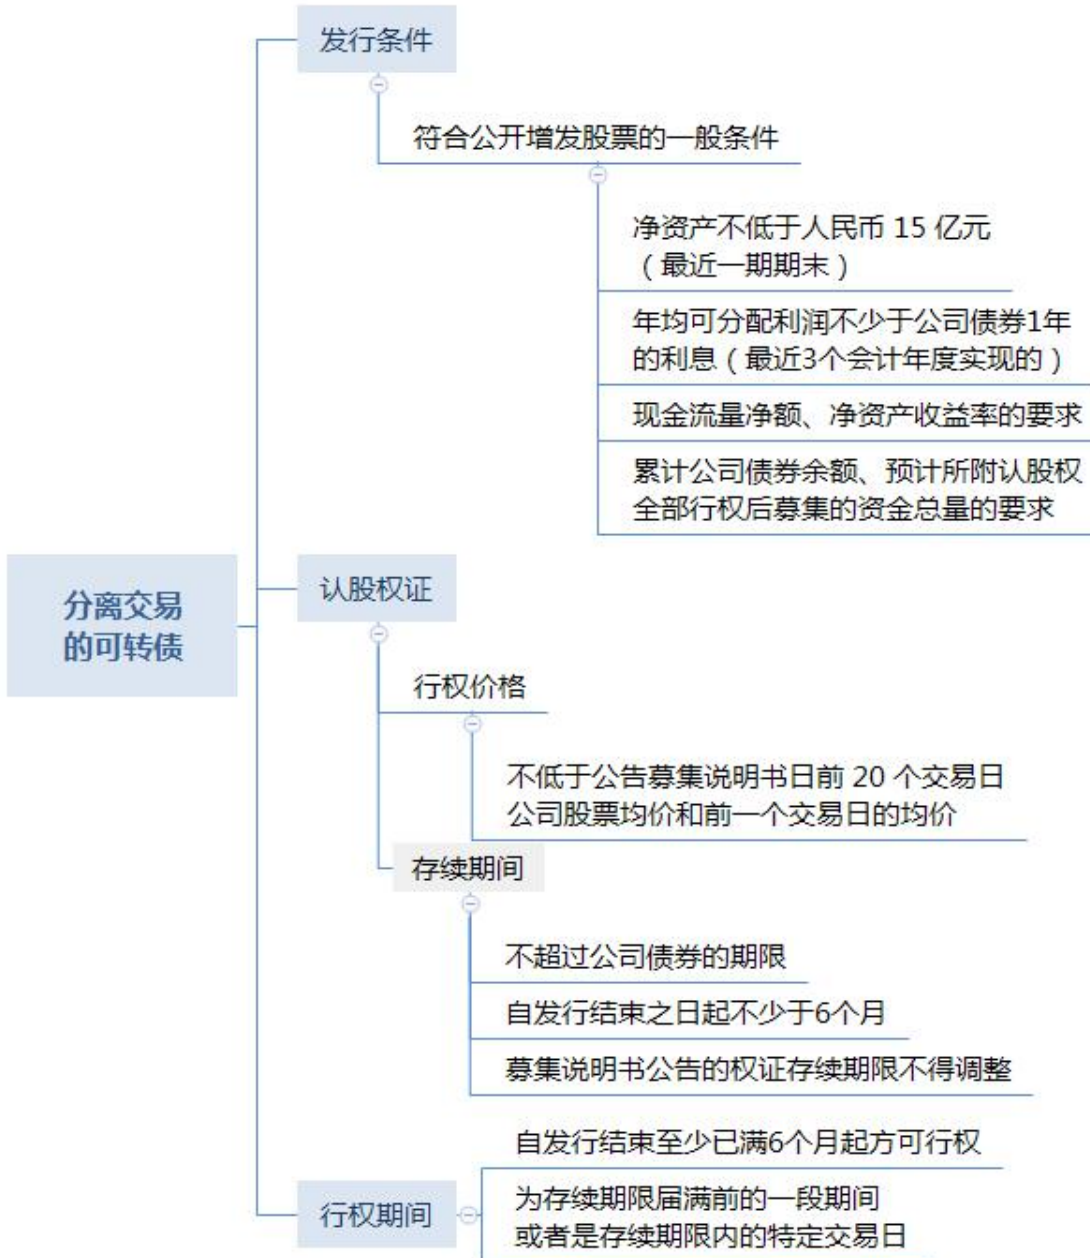 发行条件
符合公开增发股票的一般条件
净资产不低于人民币 15 亿元
（最近一期期末）
年均可分配利润不少于公司债券1年
的利息（最近3个会计年度实现的）
现金流量净额、净资产收益率的要求
累计公司债券余额、预计所附认股权
全部行权后募集的资金总量的要求
分离交易
的可转债
认股权证
行权价格
不低于公告募集说明书日前 20 个交易日
公司股票均价和前一个交易日的均价
存续期间
不超过公司债券的期限
自发行结束之日起不少于6个月
募集说明书公告的权证存续期限不得调整
行权期间
自发行结束至少已满6个月起方可行权
为存续期限届满前的一段期间
或者是存续期限内的特定交易日